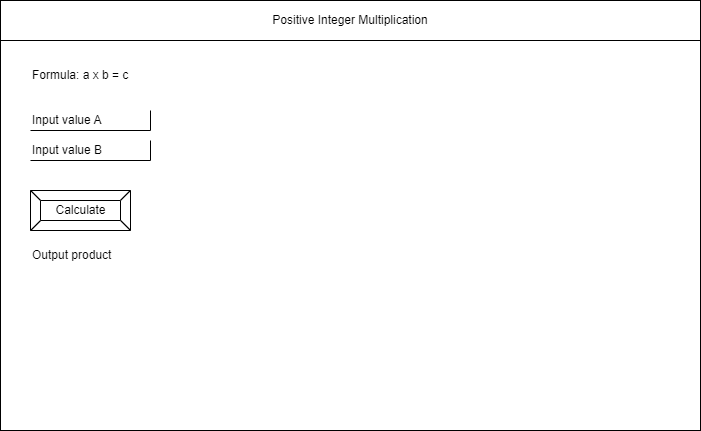 Positive Integer Multiplication
Formula: a x b = c
Input value A
Input value B
Calculate
Output product